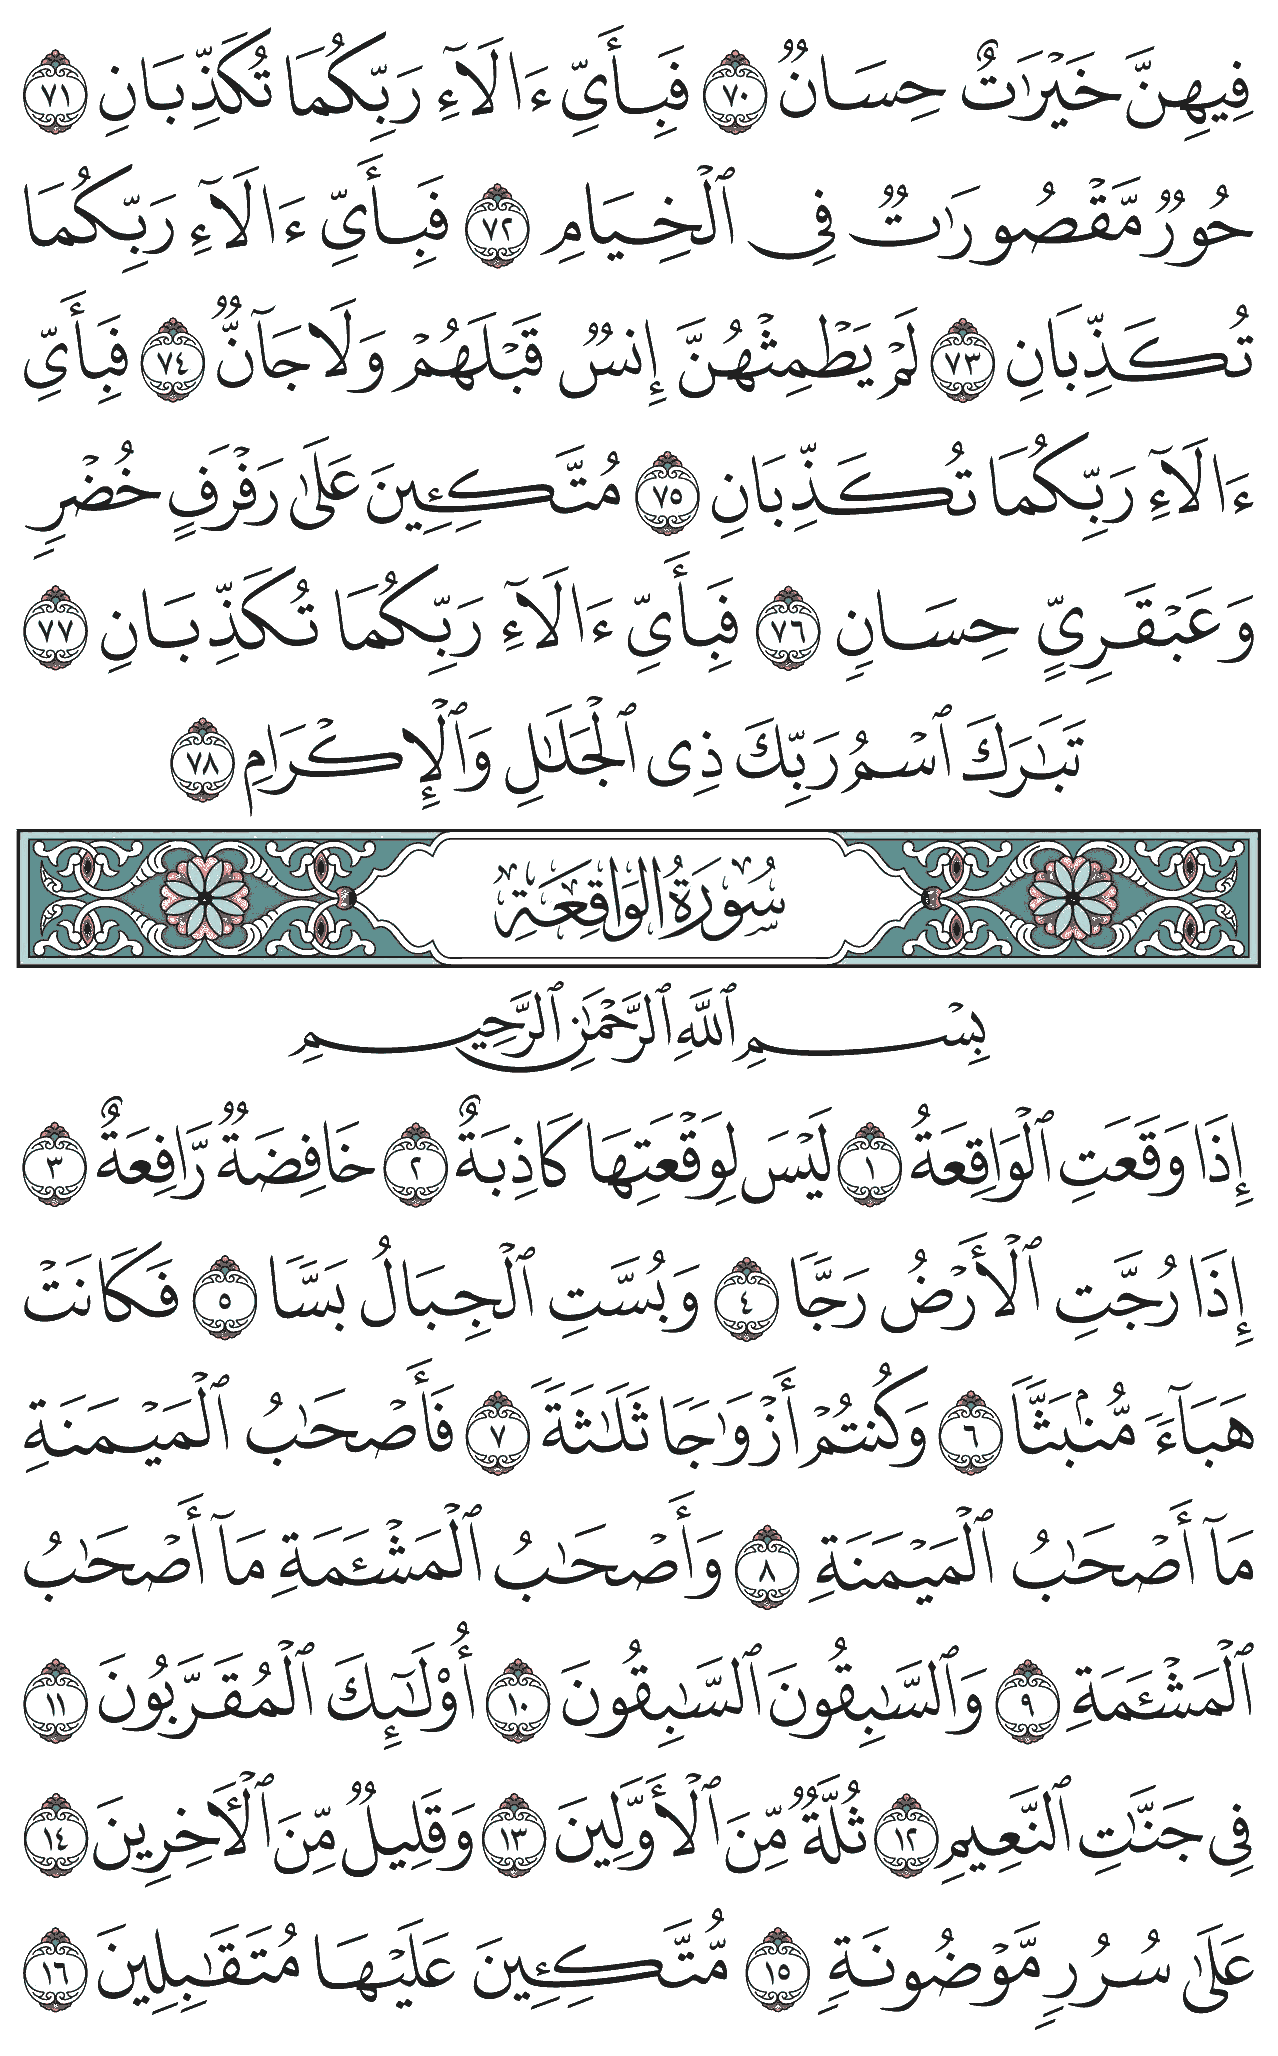 فِيهِنَّ خَيْرَٰتٌ حِسَانٌ ٧٠ فَبِأَيِّ ءَالَآءِ رَبِّكُمَا تُكَذِّبَانِ ٧١
حُورٌ مَّقْصُورَٰتٌ فِى ٱلْخِيَامِ ٧٢ فَبِأَيِّ ءَالَآءِ رَبِّكُمَا
تُكَذِّبَانِ ٧٣ لَمْ يَطْمِثْهُنَّ إِنسٌ قَبْلَهُمْ وَلَا جَآنٌّ ٧٤ فَبِأَيِّ
ءَالَآءِ رَبِّكُمَا تُكَذِّبَانِ ٧٥ مُتَّكِـِٔينَ عَلَىٰ رَفْرَفٍ خُضْرٍ
وَعَبْقَرِيٍّ حِسَانٍ ٧٦ فَبِأَيِّ ءَالَآءِ رَبِّكُمَا تُكَذِّبَانِ ٧٧
تَبَٰرَكَ ٱسْمُ رَبِّكَ ذِى ٱلْجَلَٰلِ وَٱلْإِكْرَامِ ٧٨
سُورَةُ الوَاقِعَةِ
بِسْمِ ٱللَّهِ ٱلرَّحْمَٰنِ ٱلرَّحِيمِ
إِذَا وَقَعَتِ ٱلْوَاقِعَةُ ١ لَيْسَ لِوَقْعَتِهَا كَاذِبَةٌ ٢ خَافِضَةٌ رَّافِعَةٌ ٣
إِذَا رُجَّتِ ٱلْأَرْضُ رَجًّا ٤ وَبُسَّتِ ٱلْجِبَالُ بَسًّا ٥ فَكَانَتْ
هَبَآءً مُّنۢبَثًّا ٦ وَكُنتُمْ أَزْوَٰجًا ثَلَٰثَةً ٧ فَأَصْحَٰبُ ٱلْمَيْمَنَةِ
مَآ أَصْحَٰبُ ٱلْمَيْمَنَةِ ٨ وَأَصْحَٰبُ ٱلْمَشْـَٔمَةِ مَآ أَصْحَٰبُ
ٱلْمَشْـَٔمَةِ ٩ وَٱلسَّٰبِقُونَ ٱلسَّٰبِقُونَ ١٠ أُو۟لَٰٓئِكَ ٱلْمُقَرَّبُونَ ١١
فِى جَنَّٰتِ ٱلنَّعِيمِ ١٢ ثُلَّةٌ مِّنَ ٱلْأَوَّلِينَ ١٣ وَقَلِيلٌ مِّنَ ٱلْـَٔاخِرِينَ ١٤
عَلَىٰ سُرُرٍ مَّوْضُونَةٍ ١٥ مُّتَّكِـِٔينَ عَلَيْهَا مُتَقَٰبِلِينَ ١٦